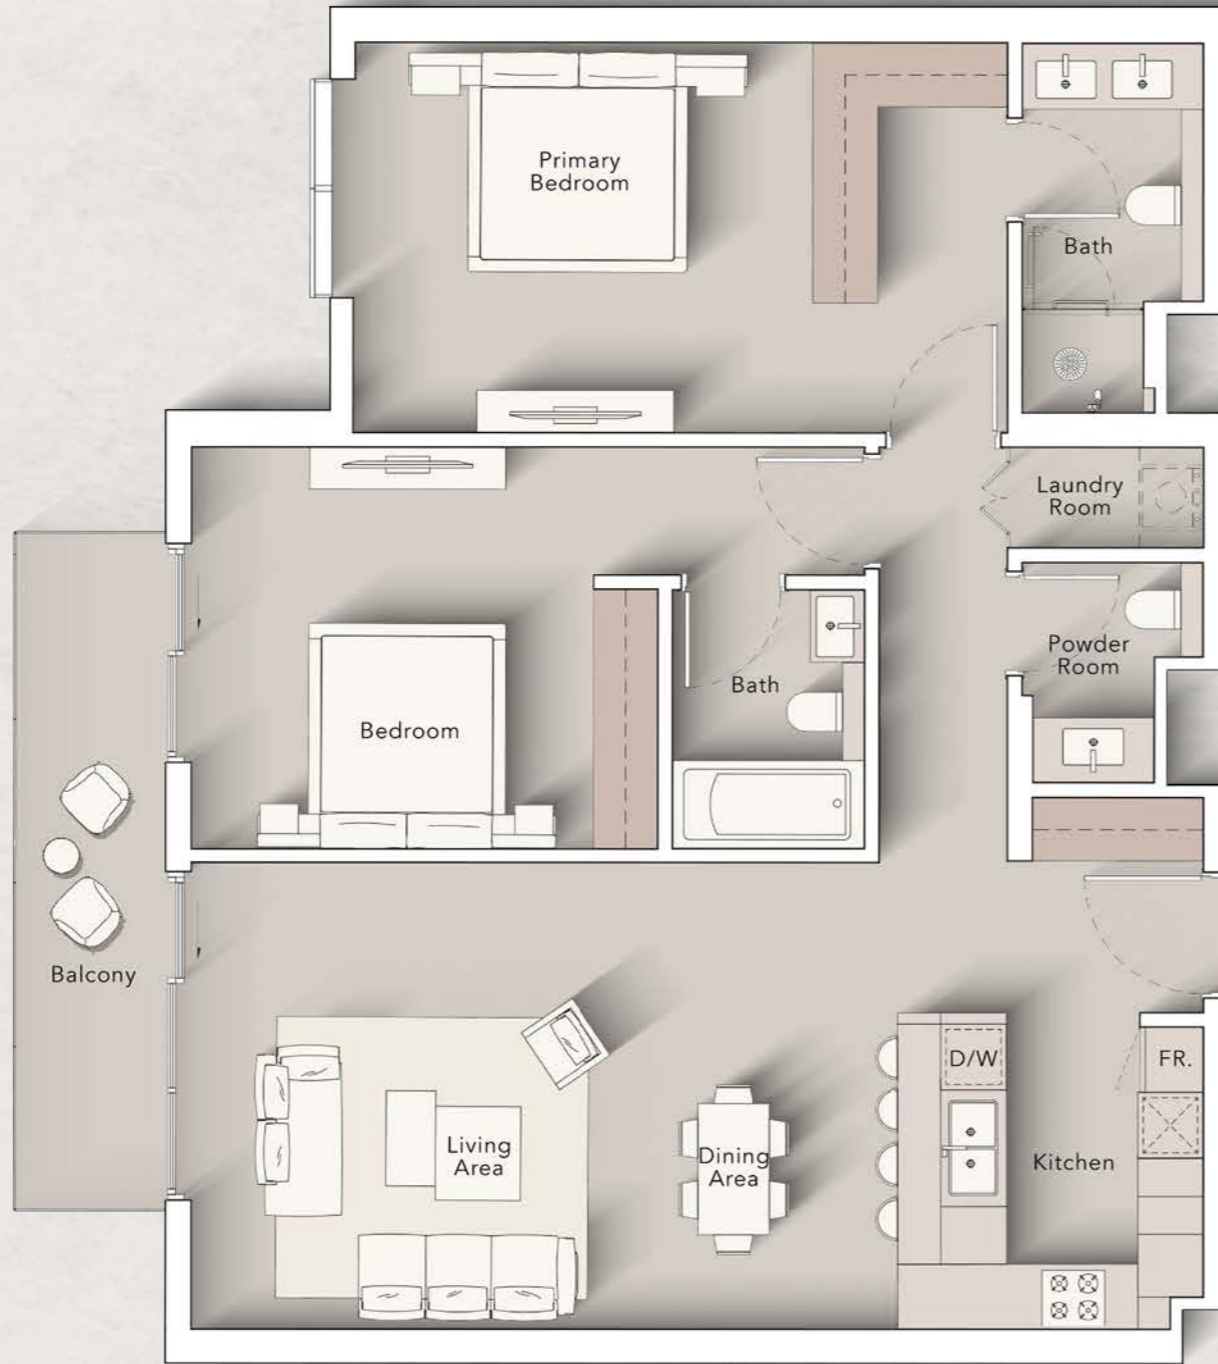 Primary
Bedroom
Bath
Laundry
Room
Powder
Room
Bath
Bedroom
Balcony
D/W
FR.
Living
Area
Dining
Area
Kitchen